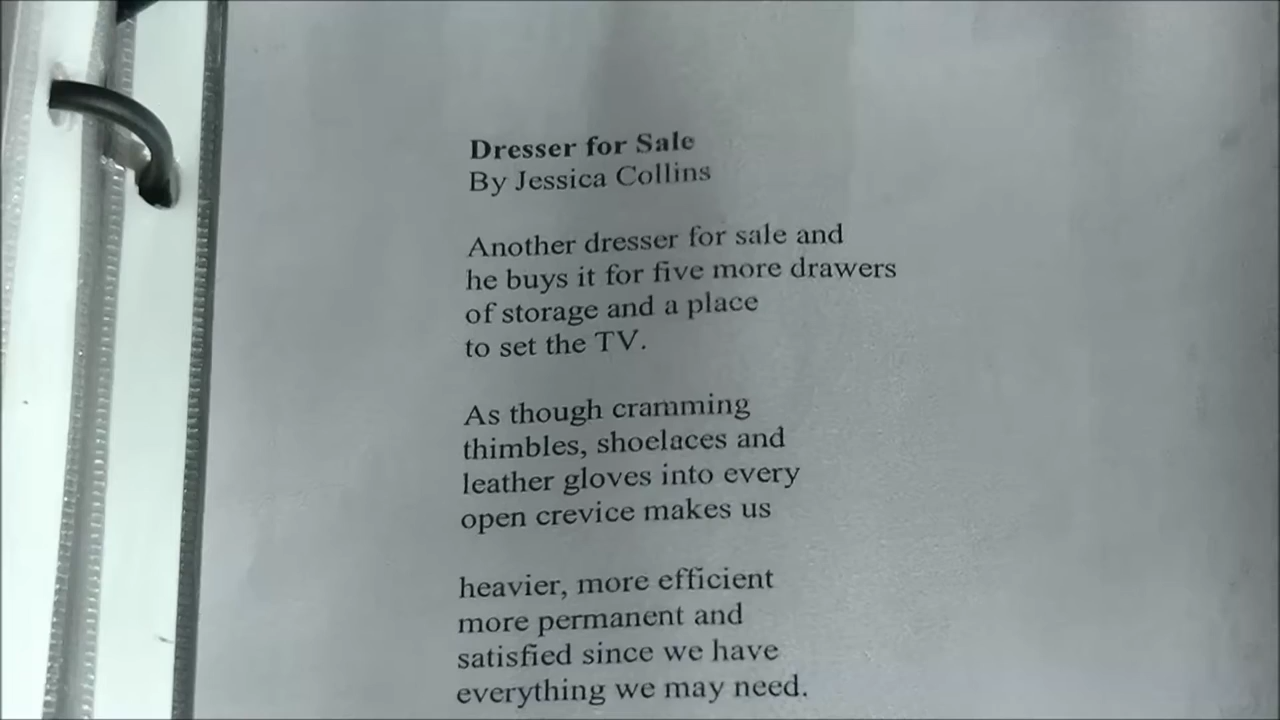 Dresser for Sale
By Jessica Collins
Another dresser for sale and
he buys it for five more drawers
of storage and a place
to set the TV.
As though cramming
thimbles, shoelaces and
leather gloves into every
open crevice makes us
heavier, more efficient
more permanent and
satisfied since we have
everything we may need.